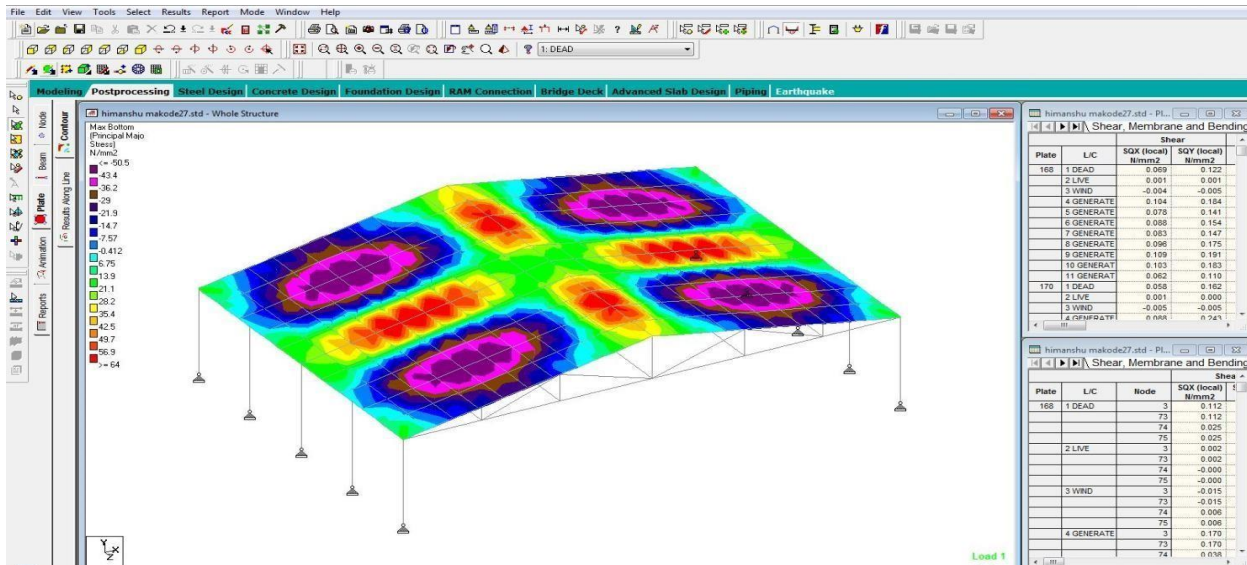 File Edit View Tools Select Results Report Mode Window Help
1: DEAD
Modeling Postprocessing Steel Design Concrete Design Foundation Design RAM Connection Bridge Deck Advanced Slab Design Piping Earthquake
Node
Beam
Plate
Animation
Reports
Contour
Results Along Line
himanshu makode27.std - Whole Structure
Max Bottom
(Principal Majo
Stress)
N/mm2
<= -50.5
-43.4
-36.2
-29
-21.9
-14.7
-7.57
-0.412
6.75
13.9
21.1
28.2
35.4
42.5
49.7
56.9
>= 64
Y
X
Z
Load 1
himanshu makode27.std - Pl...
Shear, Membrane and Bending
Shear
Plate L/C SQX (local) N/mm2 SQY (local) N/mm2
168 1 DEAD 0.069 0.122
2 LIVE 0.001 0.001
3 WIND -0.004 -0.005
4 GENERATE 0.104 0.184
5 GENERATE 0.078 0.141
6 GENERATE 0.088 0.154
7 GENERATE 0.083 0.147
8 GENERATE 0.096 0.175
9 GENERATE 0.109 0.191
10 GENERAT 0.103 0.183
11 GENERAT 0.062 0.110
170 1 DEAD 0.058 0.162
2 LIVE 0.001 0.000
3 WIND -0.005 -0.005
4 GENERATE 0.088 0.243
himanshu makode27.std - Pl...
Shear, Membrane and Bending
Shea
Plate L/C Node SQX (local) N/mm2
168 1 DEAD 3 0.112
73 0.112
74 0.025
75 0.025
2 LIVE 3 0.002
73 0.002
74 -0.000
75 -0.000
3 WIND 3 -0.015
73 -0.015
74 0.006
75 0.006
4 GENERATE 3 0.170
73 0.170
74 0.038